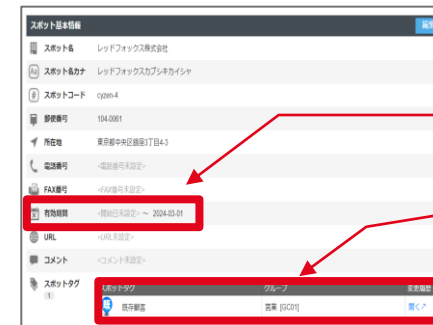 スポット基本情報 編集
スポット名 レッドフォックス株式会社
スポット名カナ レッドフォックスカブシキカイシャ
スポットコード cyzen-4
郵便番号 104-0061
所在地 東京都中央区銀座3丁目4-3
電話番号 <電話番号未設定>
FAX番号 <FAX番号未設定>
有効期間 <開始日未設定> ～ 2024-03-01
URL <URL未設定>
コメント <コメント未設定>
スポットタグ
1
スポットタグ グループ 変更履歴
既存顧客 営業 [GC01] 開く